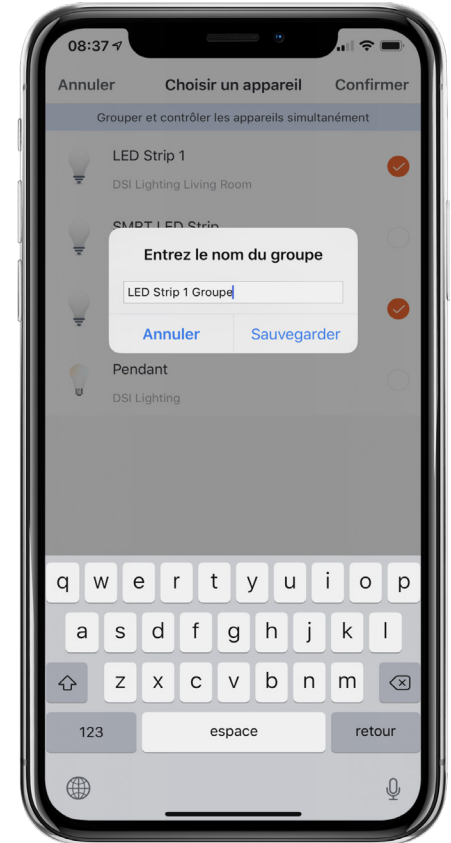 08:37
Annuler Choisir un appareil Confirmer
Grouper et contrôler les appareils simultanément
LED Strip 1
DSI Lighting Living Room
SMRT LED Strip
Entrez le nom du groupe
LED Strip 1 Groupe
Annuler Sauvegarder
Pendant
DSI Lighting
q w e r t y u i o p
a s d f g h j k l
z x c v b n m
123 espace retour